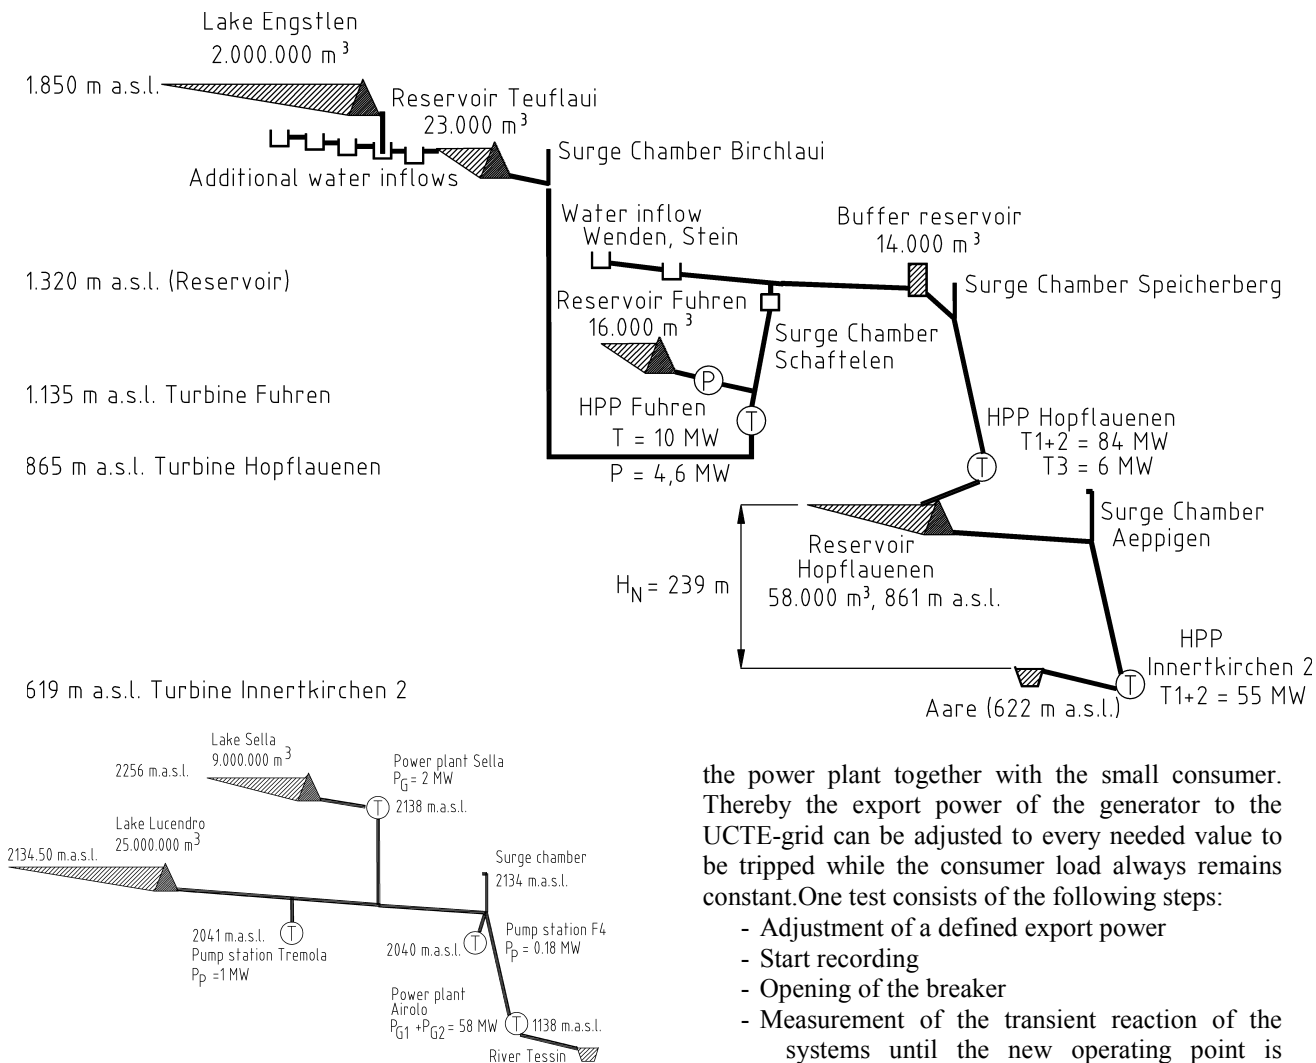 Lake Engstlen
2.000.000 m³
1.850 m a.s.l.
Reservoir Teuflaui
23.000 m³
Surge Chamber Birchlaui
Additional water inflows
Water inflow
Wenden, Stein
Buffer reservoir
14.000 m³
1.320 m a.s.l. (Reservoir)
Surge Chamber Speicherberg
Reservoir Fuhren
16.000 m³
Surge Chamber
Schaftelen
P
1.135 m a.s.l. Turbine Fuhren
HPP Fuhren
T = 10 MW
T
P = 4,6 MW
HPP Hopflauenen
T1+2 = 84 MW
T3 = 6 MW
T
865 m a.s.l. Turbine Hopflauenen
Surge Chamber
Aeppigen
Reservoir
Hopflauenen
58.000 m³, 861 m a.s.l.
H_N = 239 m
HPP
Innertkirchen 2
T1+2 = 55 MW
T
Aare (622 m a.s.l.)
619 m a.s.l. Turbine Innertkirchen 2
Lake Sella
9.000.000 m³
2256 m.a.s.l.
Power plant Sella
P_G = 2 MW
T 2138 m.a.s.l.
Lake Lucendro
25.000.000 m³
2134.50 m.a.s.l.
Surge chamber
2134 m.a.s.l.
2041 m.a.s.l. T
Pump station Tremola
P_P =1 MW
2040 m.a.s.l. T
Pump station F4
P_P = 0.18 MW
Power plant
Airolo
P_G1 +P_G2 = 58 MW T 1138 m.a.s.l.
River Tessin
the power plant together with the small consumer.
Thereby the export power of the generator to the
UCTE-grid can be adjusted to every needed value to
be tripped while the consumer load always remains
constant.One test consists of the following steps:
- Adjustment of a defined export power
- Start recording
- Opening of the breaker
- Measurement of the transient reaction of the
systems until the new operating point is